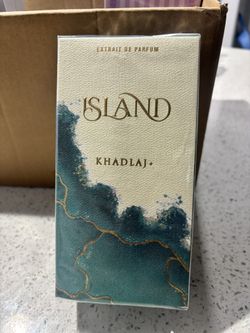 EXTRAIT DE PARFUM
ISLAND
KHADLAJ+